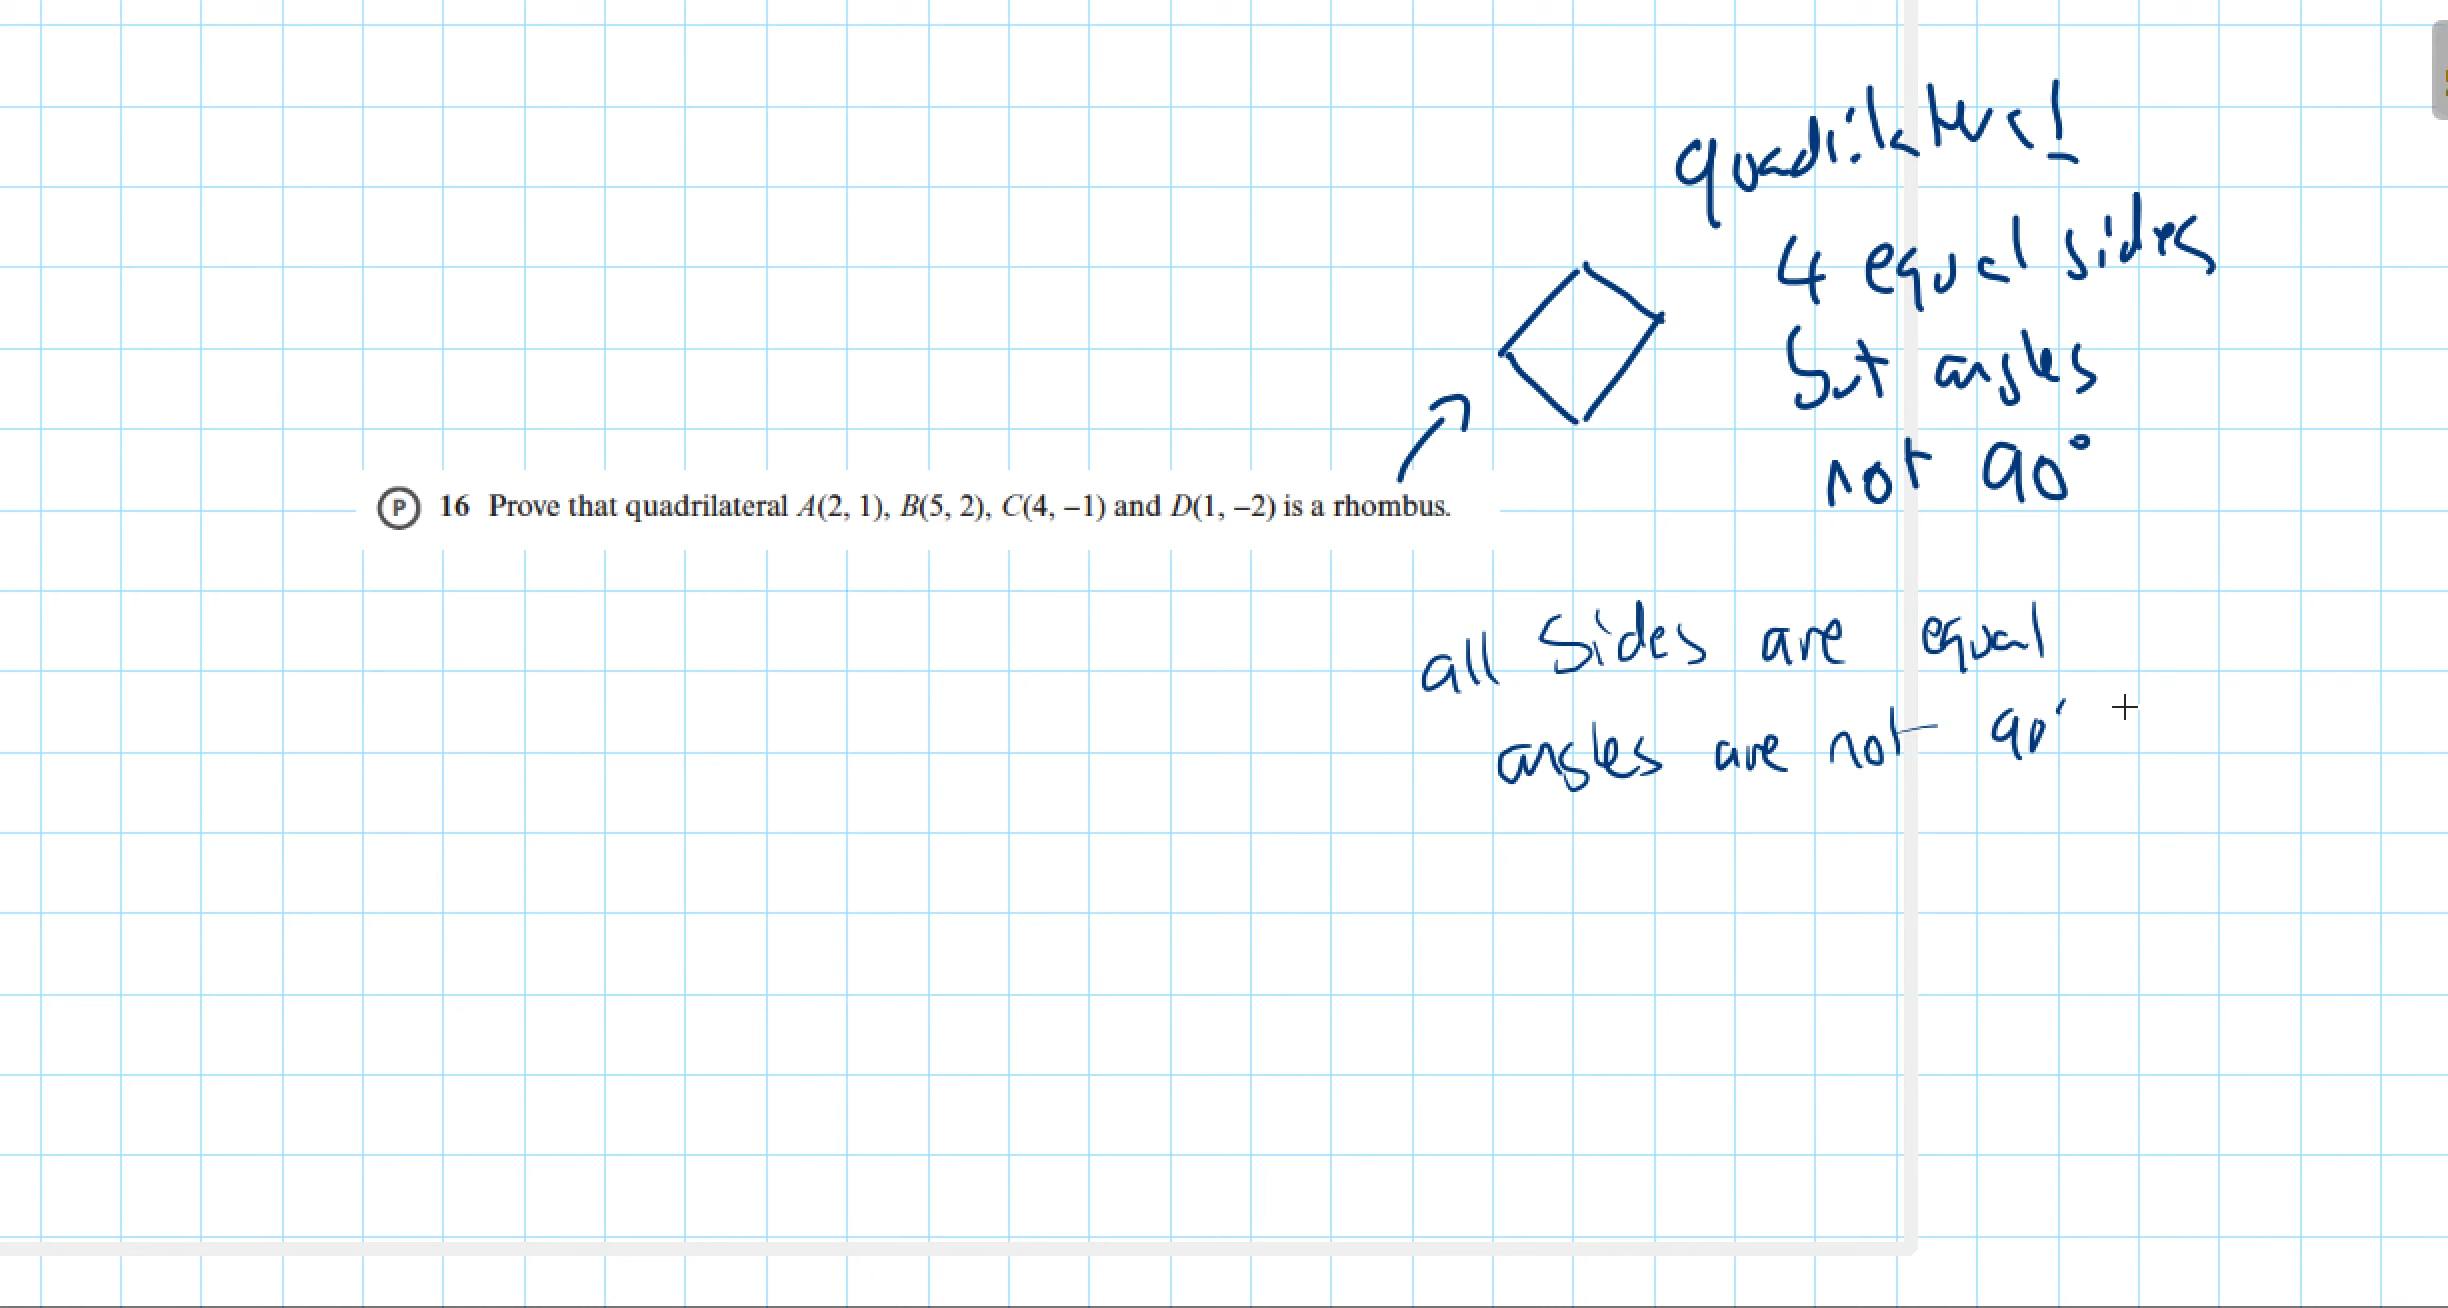 quadrilateral
4 equal sides
but angles
not 90°
Ⓟ 16 Prove that quadrilateral A(2, 1), B(5, 2), C(4, −1) and D(1, −2) is a rhombus.
all sides are equal
angles are not 90°